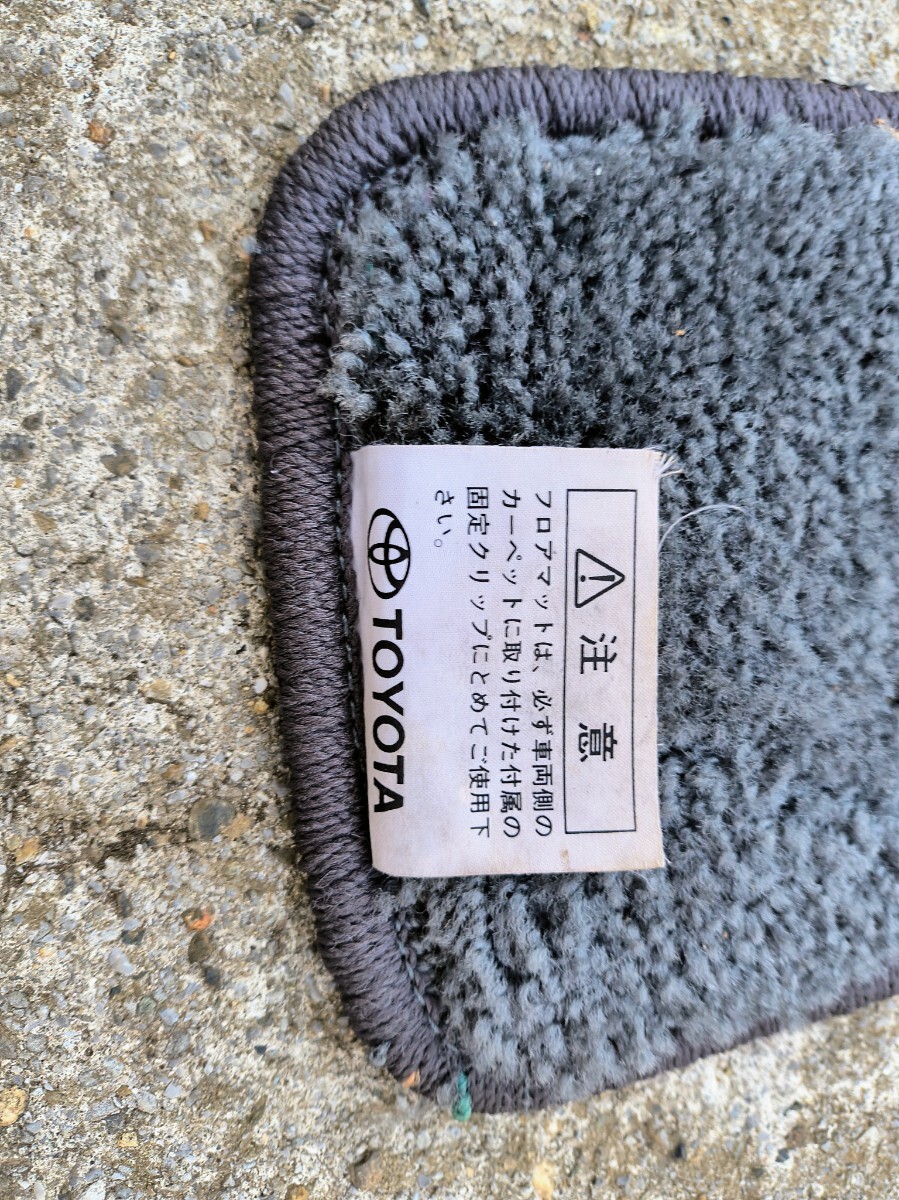 ⚠ 注意
フロアマットは、必ず車両側の
カーペットに取り付けた付属の
固定クリップにとめてご使用下
さい。
TOYOTA